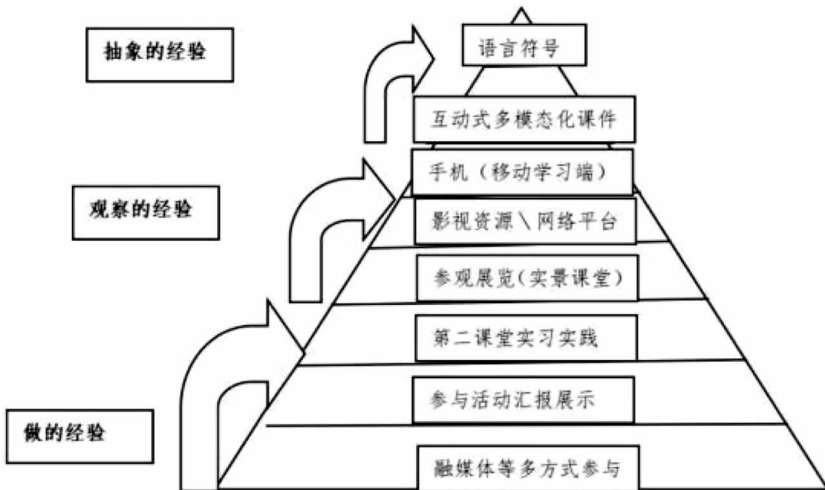 抽象的经验
语言符号
互动式多模态化课件
手机（移动学习端）
观察的经验
影视资源\网络平台
参观展览（实景课堂）
第二课堂实习实践
参与活动汇报展示
做的经验
融媒体等多方式参与